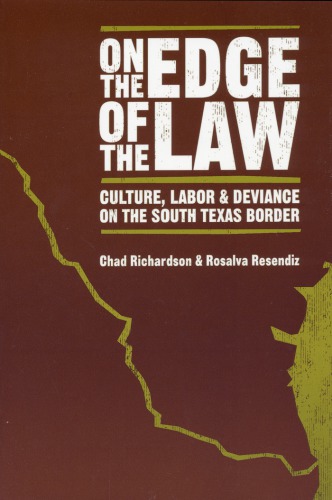 ON THE EDGE
OF THE LAW
CULTURE, LABOR & DEVIANCE
ON THE SOUTH TEXAS BORDER
Chad Richardson & Rosalva Resendiz